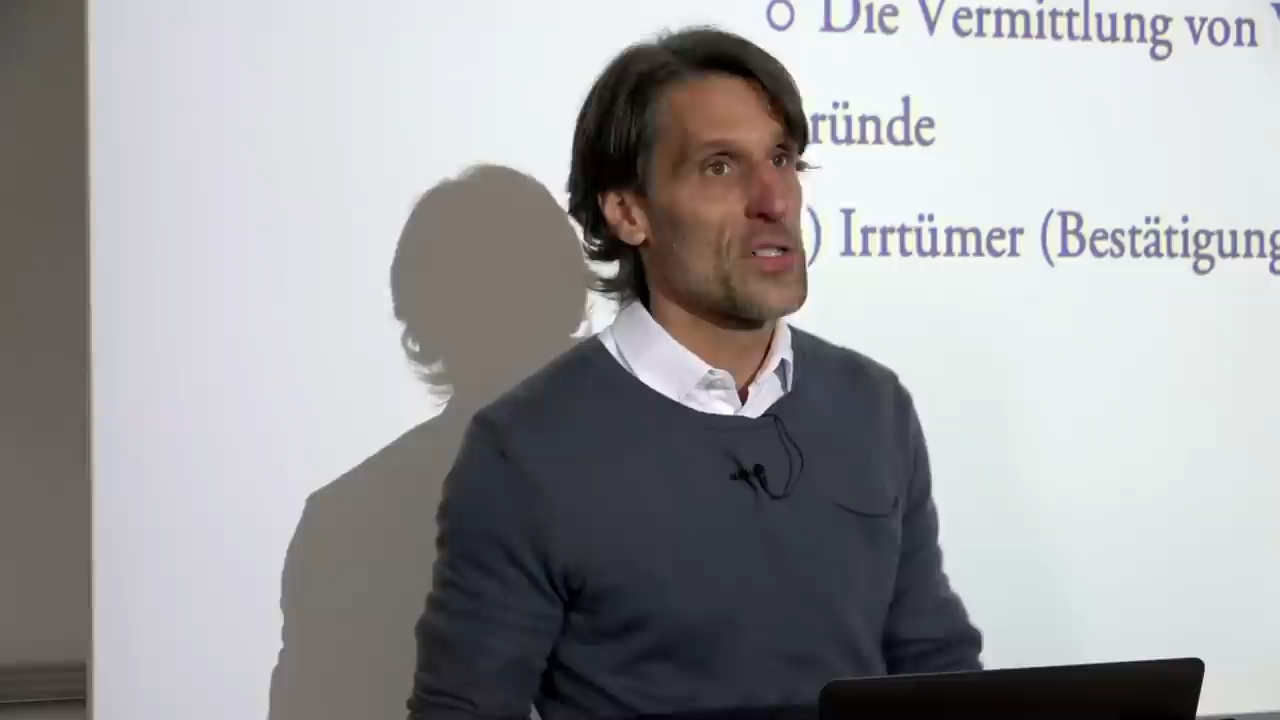 o Die Vermittlung von
ründe
) Irrtümer (Bestätigung